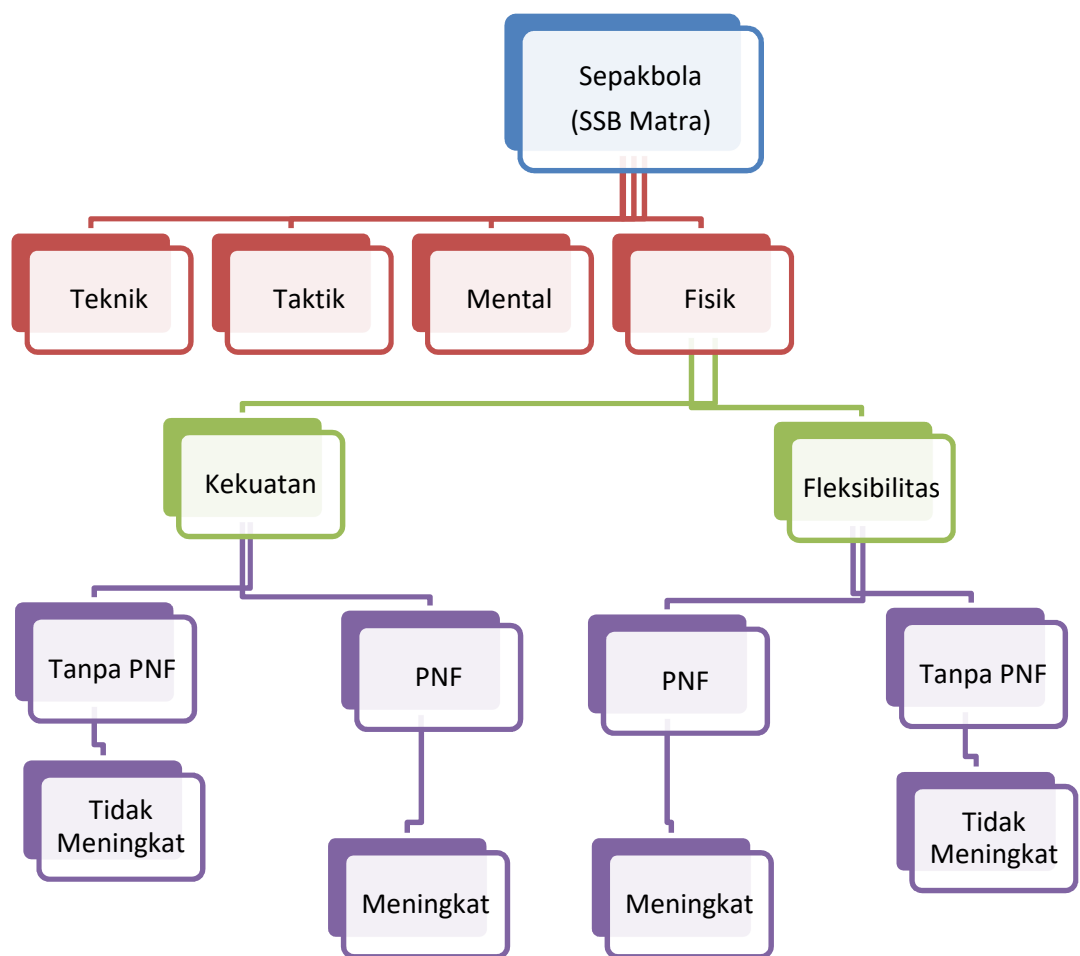 Sepakbola
(SSB Matra)
Teknik
Taktik
Mental
Fisik
Kekuatan
Fleksibilitas
Tanpa PNF
PNF
PNF
Tanpa PNF
Tidak
Meningkat
Meningkat
Meningkat
Tidak
Meningkat